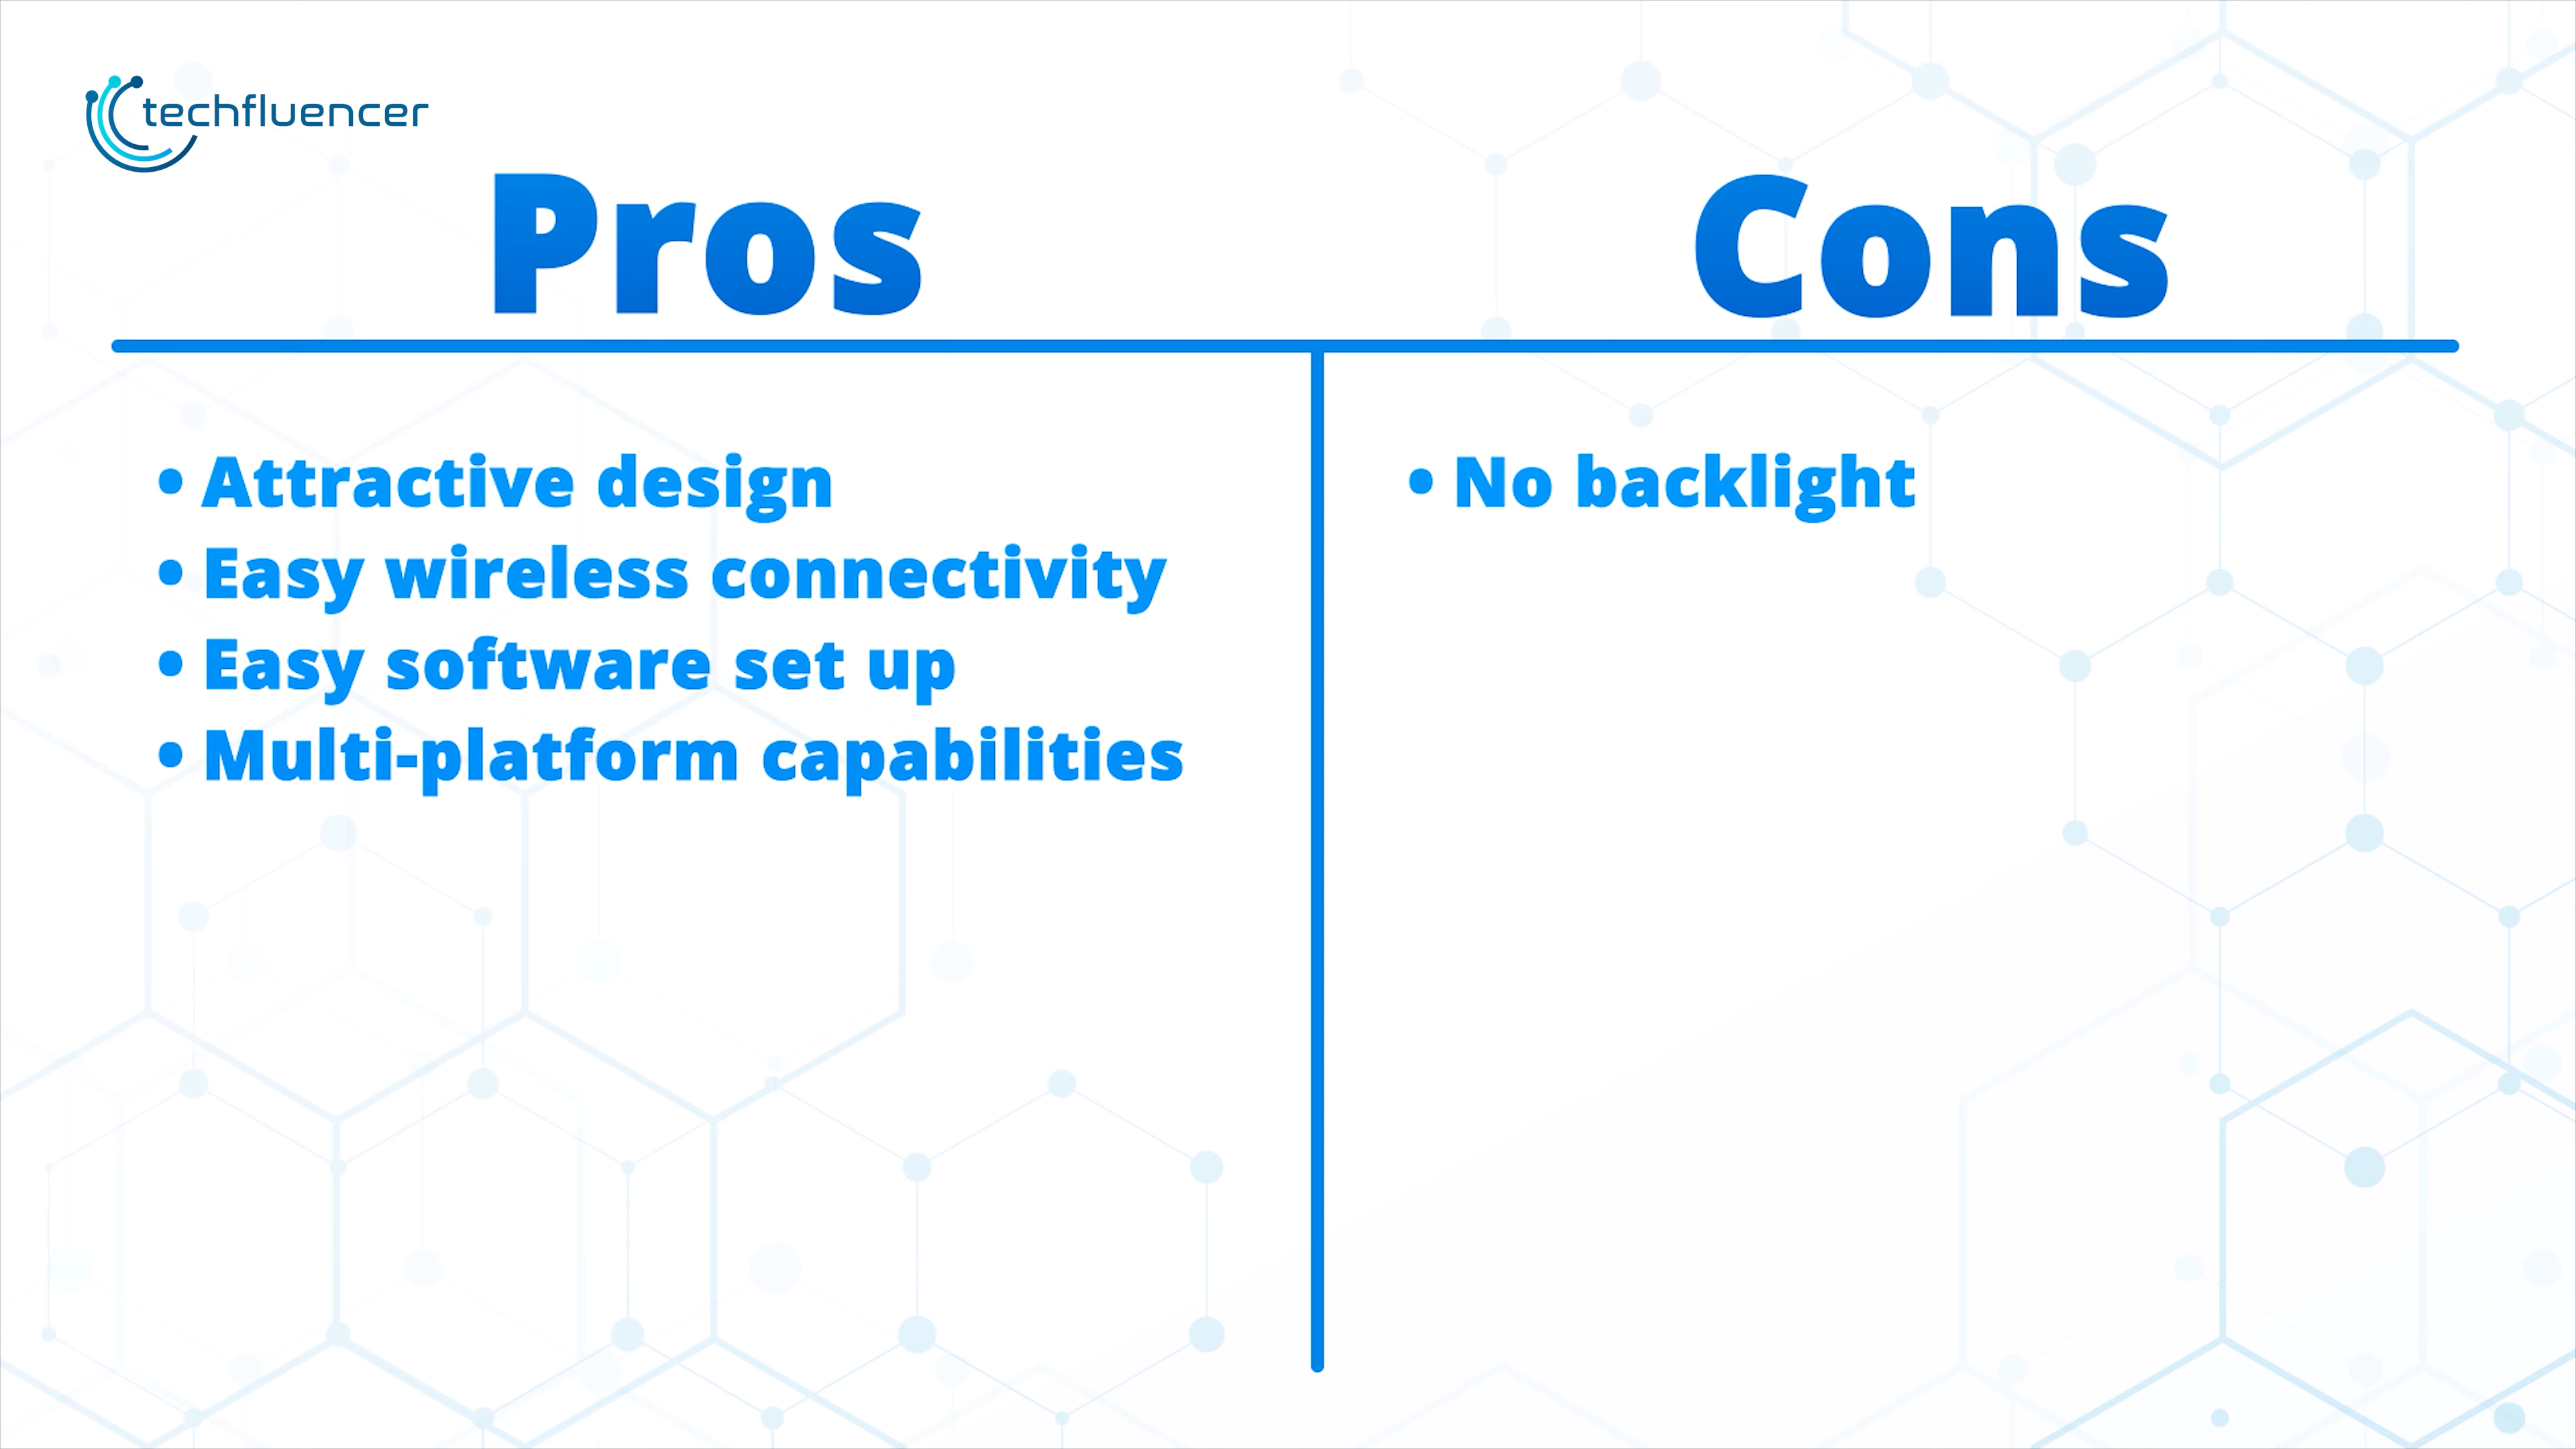 techfluencer
Pros
Cons
• Attractive design
• Easy wireless connectivity
• Easy software set up
• Multi-platform capabilities
• No backlight